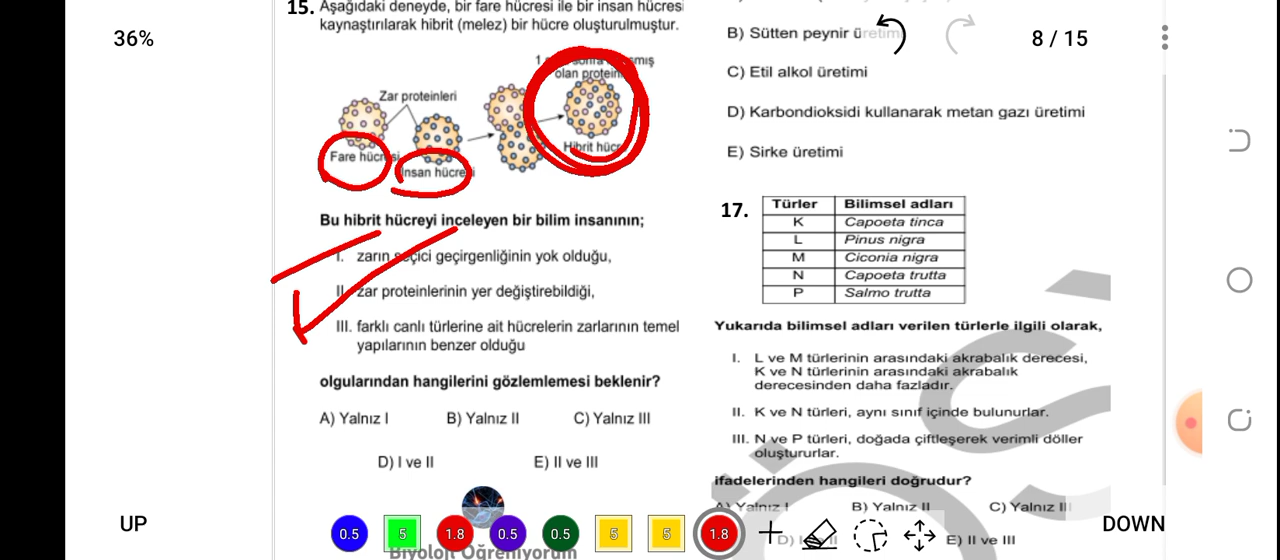 36%
8 / 15
15. Aşağıdaki deneyde, bir fare hücresi ile bir insan hücresi
kaynaştırılarak hibrit (melez) bir hücre oluşturulmuştur.
olan protein
Zar proteinleri
Fare hücresi
İnsan hücresi
Hibrit hücr
Bu hibrit hücreyi inceleyen bir bilim insanının;
I. zarın seçici geçirgenliğinin yok olduğu,
II. zar proteinlerinin yer değiştirebildiği,
III. farklı canlı türlerine ait hücrelerin zarlarının temel
yapılarının benzer olduğu
olgularından hangilerini gözlemlemesi beklenir?
A) Yalnız I B) Yalnız II C) Yalnız III
D) I ve II E) II ve III
B) Sütten peynir üretim
C) Etil alkol üretimi
D) Karbondioksidi kullanarak metan gazı üretimi
E) Sirke üretimi
17.
Türler Bilimsel adları
K Capoeta tinca
L Pinus nigra
M Ciconia nigra
N Capoeta trutta
P Salmo trutta
Yukarıda bilimsel adları verilen türlerle ilgili olarak,
I. L ve M türlerinin arasındaki akrabalık derecesi,
K ve N türlerinin arasındaki akrabalık
derecesinden daha fazladır.
II. K ve N türleri, aynı sınıf içinde bulunurlar.
III. N ve P türleri, doğada çiftleşerek verimli döller
oluştururlar.
ifadelerinden hangileri doğrudur?
A) Yalnız I B) Yalnız II C) Yalnız III
D) I E) II ve III
UP
DOWN
0.5 5 1.8 0.5 0.5 5 5 1.8
Biyoloji Öğreniyorum